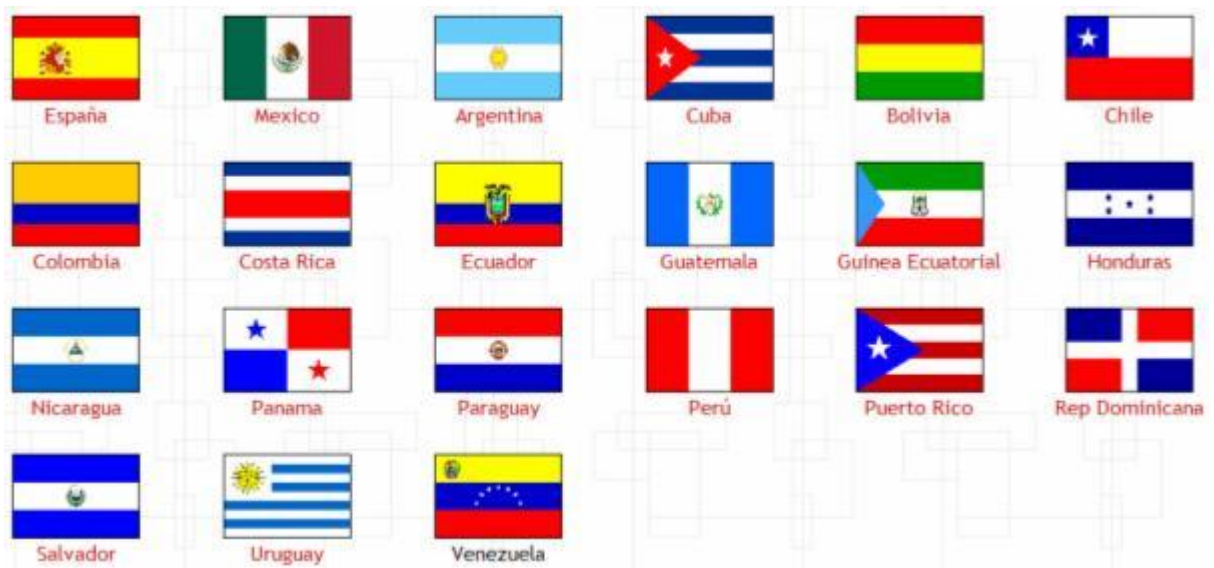 España Mexico Argentina Cuba Bolivia Chile
Colombia Costa Rica Ecuador Guatemala Guinea Ecuatorial Honduras
Nicaragua Panama Paraguay Perú Puerto Rico Rep Dominicana
Salvador Uruguay Venezuela